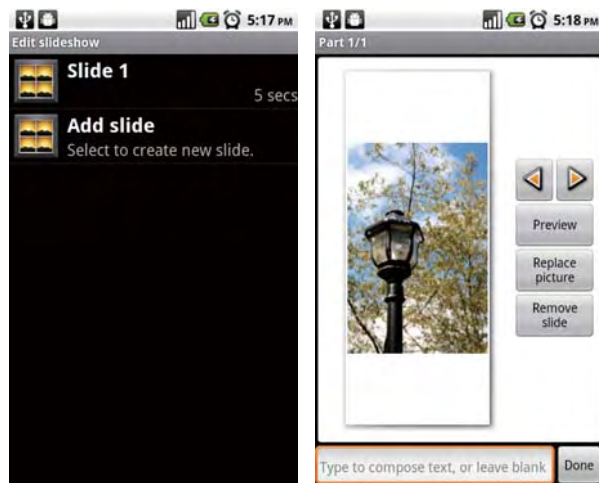 5:17 PM
Edit slideshow
Slide 1
5 secs
Add slide
Select to create new slide.
5:18 PM
Part 1/1
Preview
Replace
picture
Remove
slide
Type to compose text, or leave blank
Done